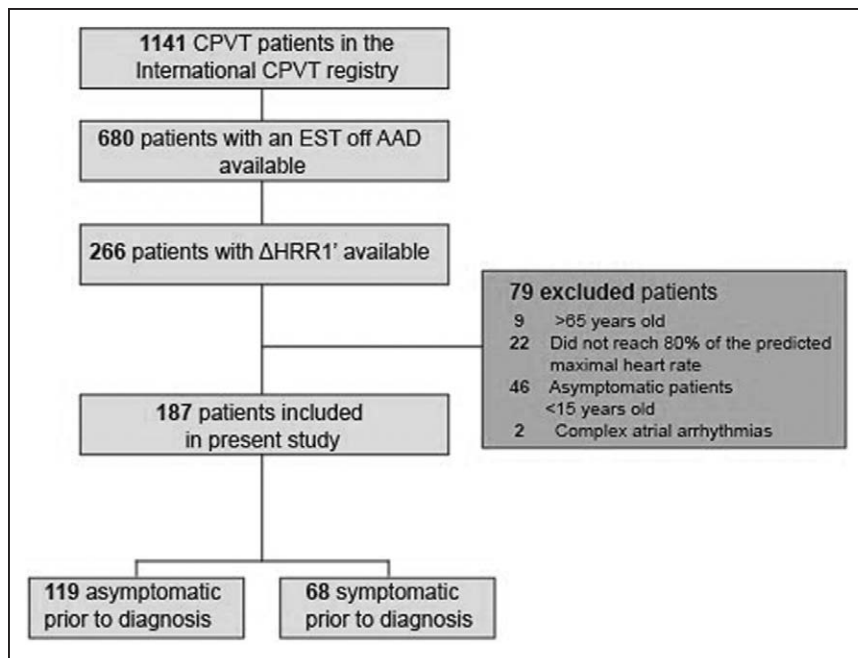 1141 CPVT patients in the
International CPVT registry
680 patients with an EST off AAD
available
266 patients with ΔHRR1' available
79 excluded patients
9 >65 years old
22 Did not reach 80% of the predicted
maximal heart rate
46 Asymptomatic patients
<15 years old
2 Complex atrial arrhythmias
187 patients included
in present study
119 asymptomatic
prior to diagnosis
68 symptomatic
prior to diagnosis